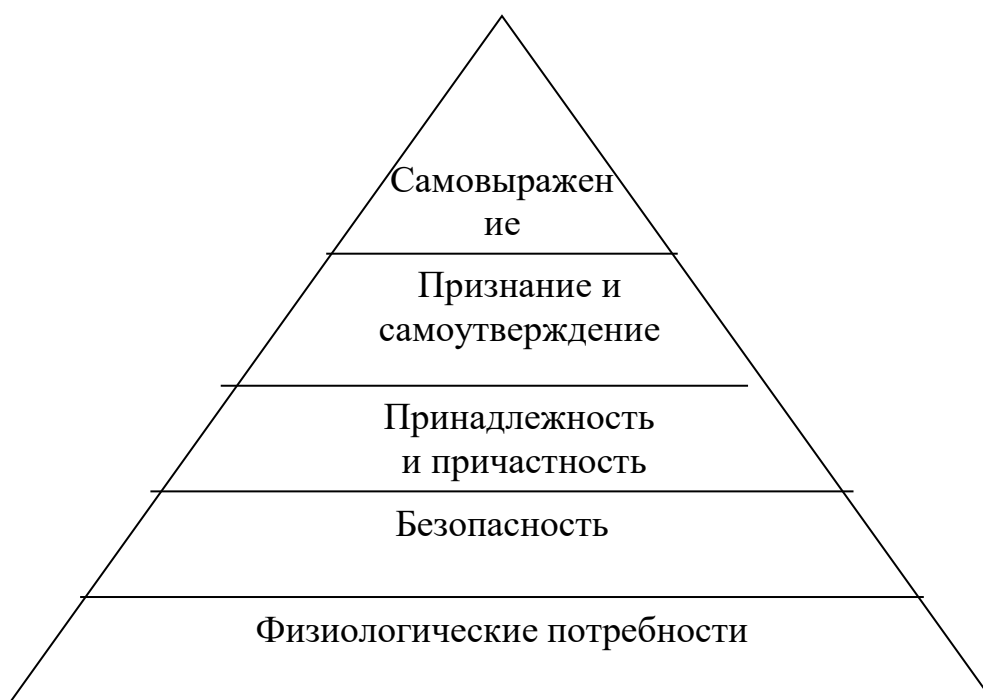 Самовыражен
ие
Признание и
самоутверждение
Принадлежность
и причастность
Безопасность
Физиологические потребности